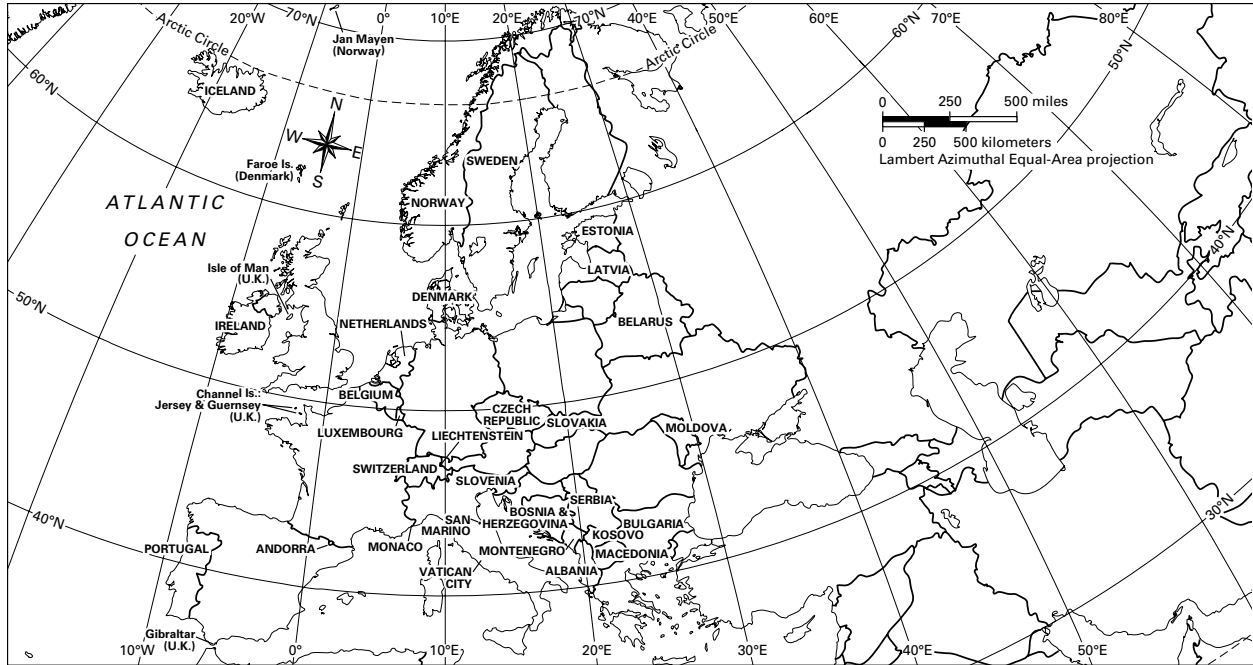 20°W
70°N
0°
10°E
20°E
70°N
60°N
70°E
80°E
Arctic Circle
Jan Mayen
(Norway)
Arctic Circle
60°N
50°N
ICELAND
N
W
E
S
0
250
500 miles
0
250
500 kilometers
Lambert Azimuthal Equal-Area projection
Faroe Is.
(Denmark)
SWEDEN
NORWAY
ATLANTIC
OCEAN
ESTONIA
40°N
Isle of Man
(U.K.)
LATVIA
DENMARK
50°N
IRELAND
NETHERLANDS
BELARUS
Channel Is.:
Jersey & Guernsey
(U.K.)
BELGIUM
CZECH
REPUBLIC
SLOVAKIA
MOLDOVA
LUXEMBOURG
LIECHTENSTEIN
SWITZERLAND
SLOVENIA
SERBIA
30°N
40°N
BOSNIA &
HERZEGOVINA
SAN
MARINO
BULGARIA
KOSOVO
PORTUGAL
ANDORRA
MONACO
MONTENEGRO
MACEDONIA
VATICAN
CITY
ALBANIA
Gibraltar
(U.K.)
10°W
0°
10°E
20°E
30°E
40°E
50°E
60°E